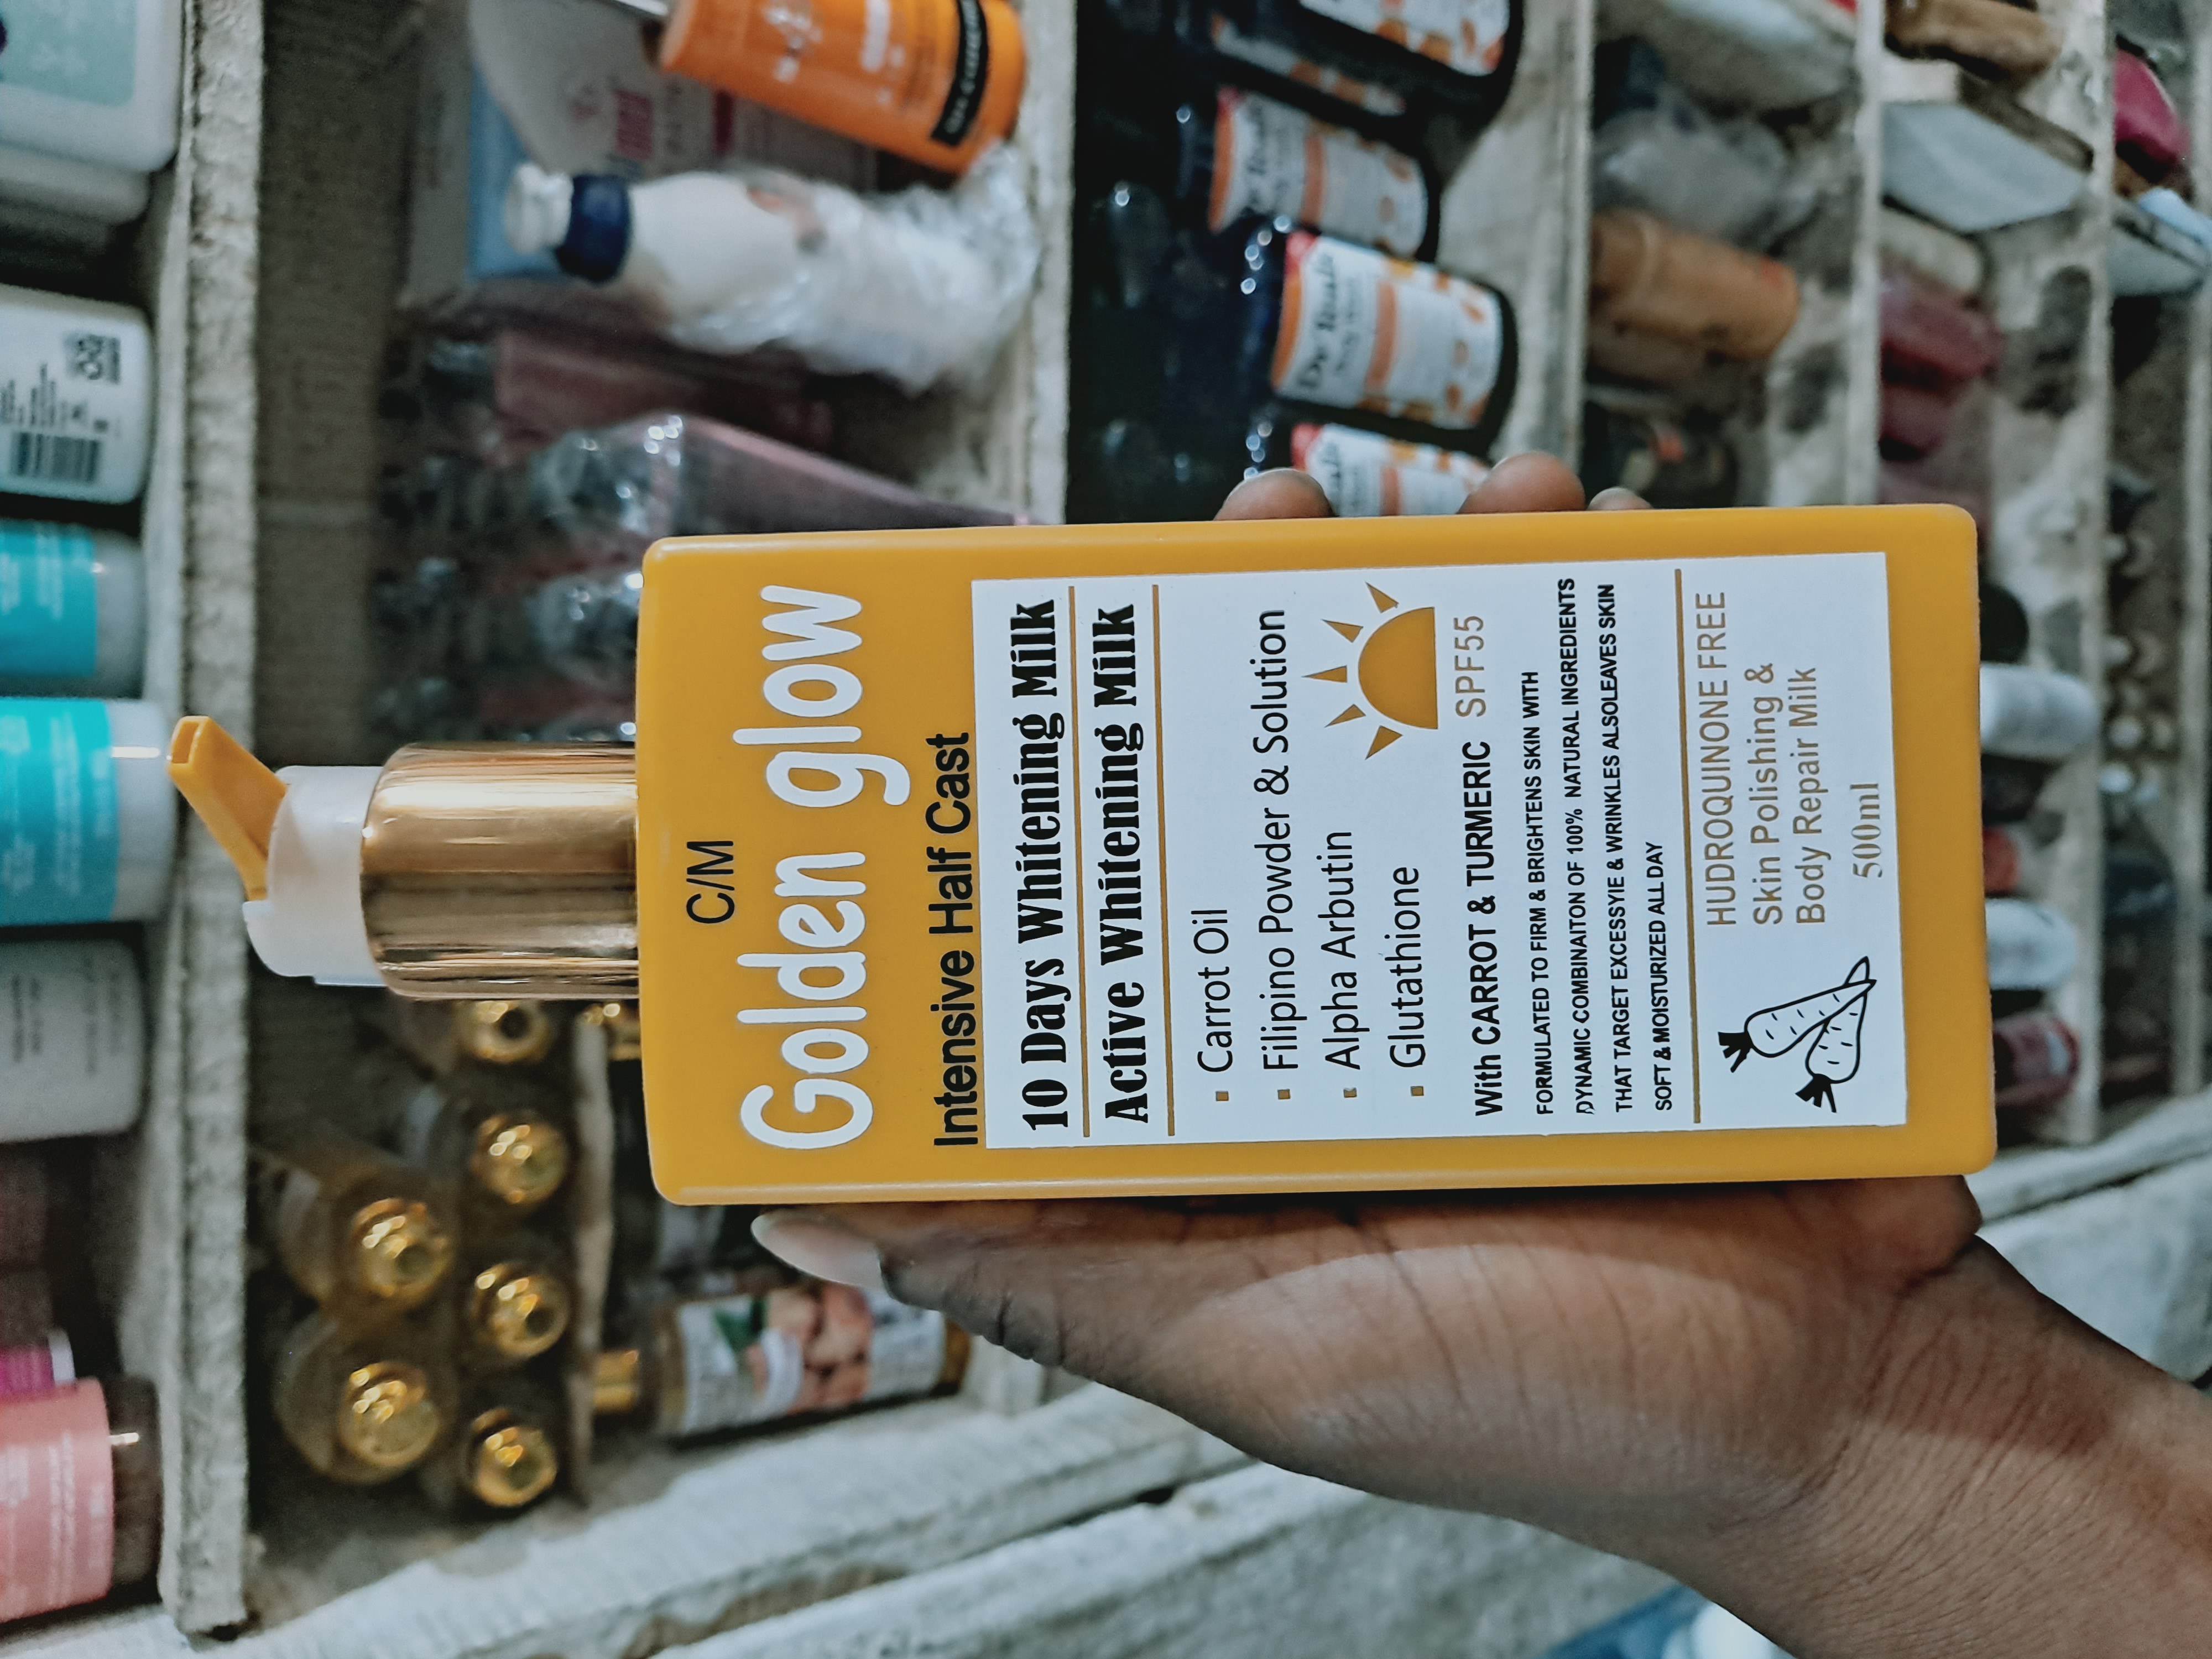 C/M
Golden glow
Intensive Half Cast
10 Days Whitening Milk
Active Whitening Milk
▪ Carrot Oil
▪ Filipino Powder & Solution
▪ Alpha Arbutin
▪ Glutathione
With CARROT & TURMERIC SPF55
FORMULATED TO FIRM & BRIGHTENS SKIN WITH
DYNAMIC COMBINAITON OF 100% NATURAL INGREDIENTS
THAT TARGET EXCESSYIE & WRINKLES ALSOLEAVES SKIN
SOFT & MOISTURIZED ALL DAY
HUDROQUINONE FREE
Skin Polishing &
Body Repair Milk
500ml
Dr Teal's